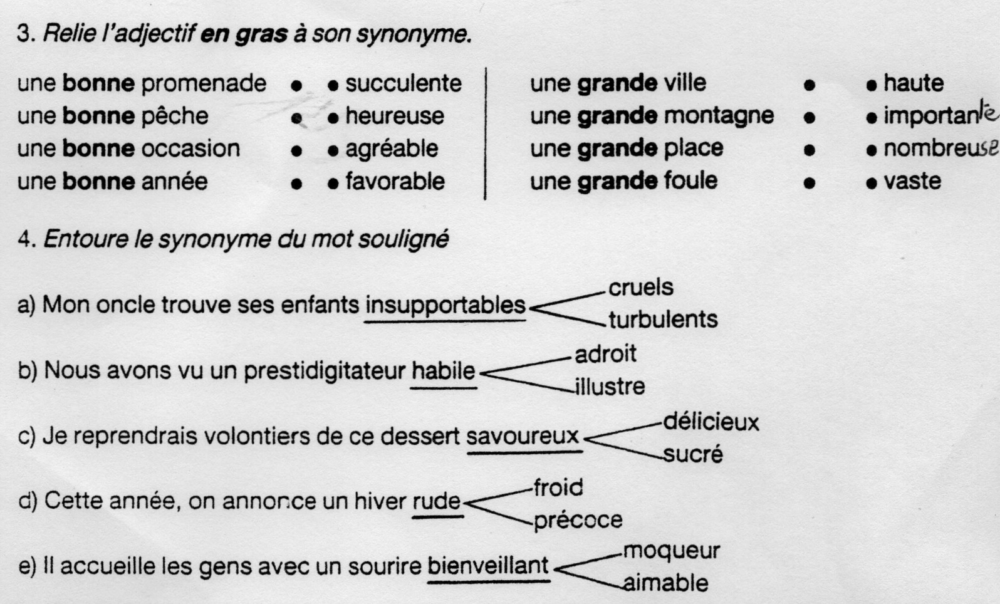 3. Relie l'adjectif en gras à son synonyme.
une bonne promenade • • succulente
une bonne pêche • • heureuse
une bonne occasion • • agréable
une bonne année • • favorable
une grande ville • • haute
une grande montagne • • importante
une grande place • • nombreuse
une grande foule • • vaste
4. Entoure le synonyme du mot souligné
a) Mon oncle trouve ses enfants insupportables
cruels
turbulents
b) Nous avons vu un prestidigitateur habile
adroit
illustre
c) Je reprendrais volontiers de ce dessert savoureux
délicieux
sucré
d) Cette année, on annonce un hiver rude
froid
précoce
e) Il accueille les gens avec un sourire bienveillant
moqueur
aimable